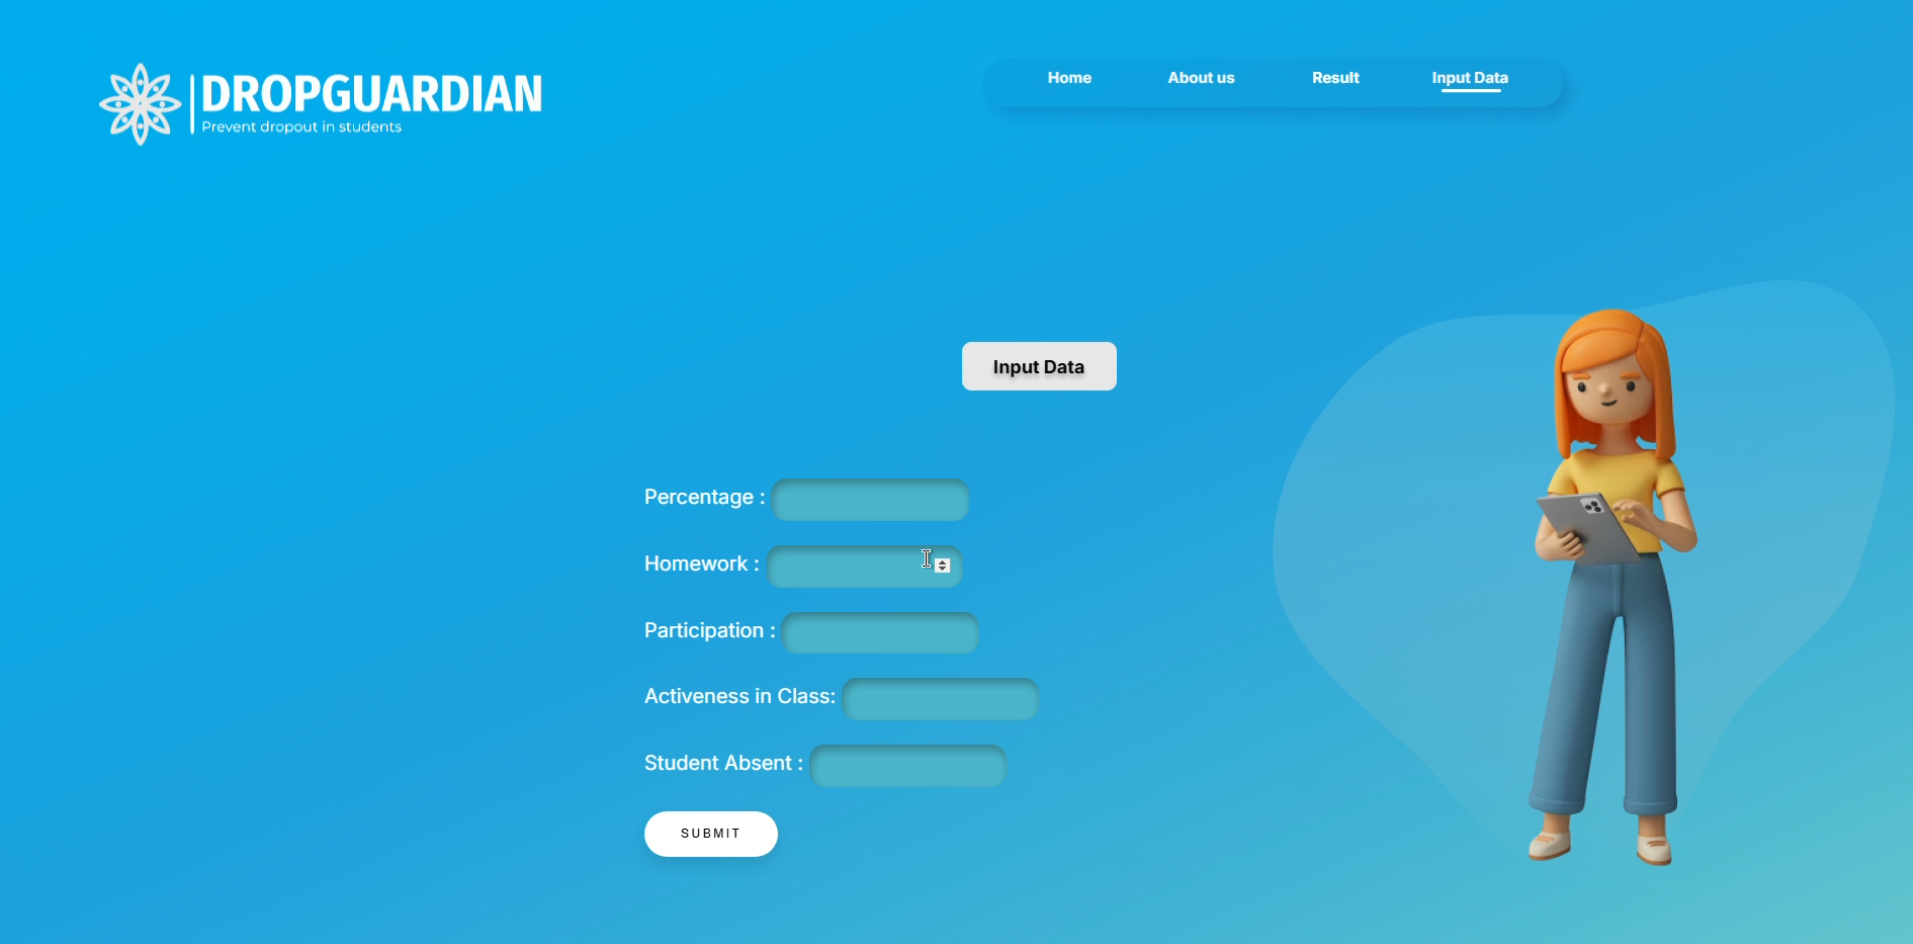 DROPGUARDIAN
Prevent dropout in students
Home
About us
Result
Input Data
Input Data
Percentage :
Homework :
Participation :
Activeness in Class:
Student Absent :
SUBMIT